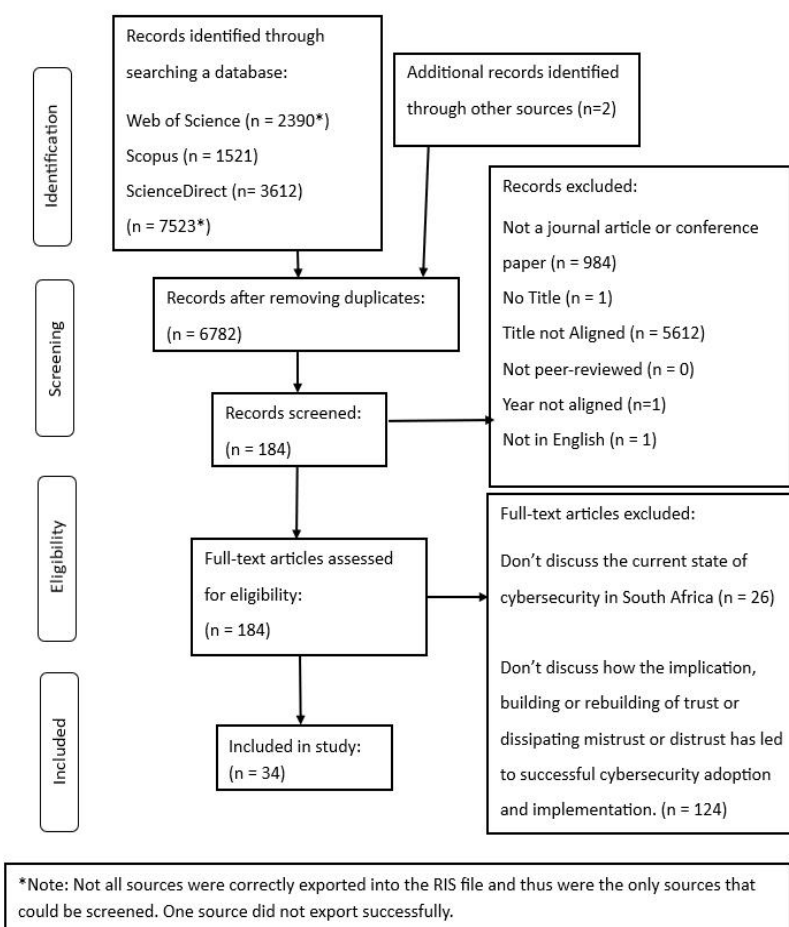 Identification
Records identified through
searching a database:
Web of Science (n = 2390*)
Scopus (n = 1521)
ScienceDirect (n= 3612)
(n = 7523*)
Additional records identified
through other sources (n=2)
Screening
Records after removing duplicates:
(n = 6782)
Records screened:
(n = 184)
Records excluded:
Not a journal article or conference
paper (n = 984)
No Title (n = 1)
Title not Aligned (n = 5612)
Not peer-reviewed (n = 0)
Year not aligned (n=1)
Not in English (n = 1)
Eligibility
Full-text articles assessed
for eligibility:
(n = 184)
Full-text articles excluded:
Don’t discuss the current state of
cybersecurity in South Africa (n = 26)
Don’t discuss how the implication,
building or rebuilding of trust or
dissipating mistrust or distrust has led
to successful cybersecurity adoption
and implementation. (n = 124)
Included
Included in study:
(n = 34)
*Note: Not all sources were correctly exported into the RIS file and thus were the only sources that
could be screened. One source did not export successfully.